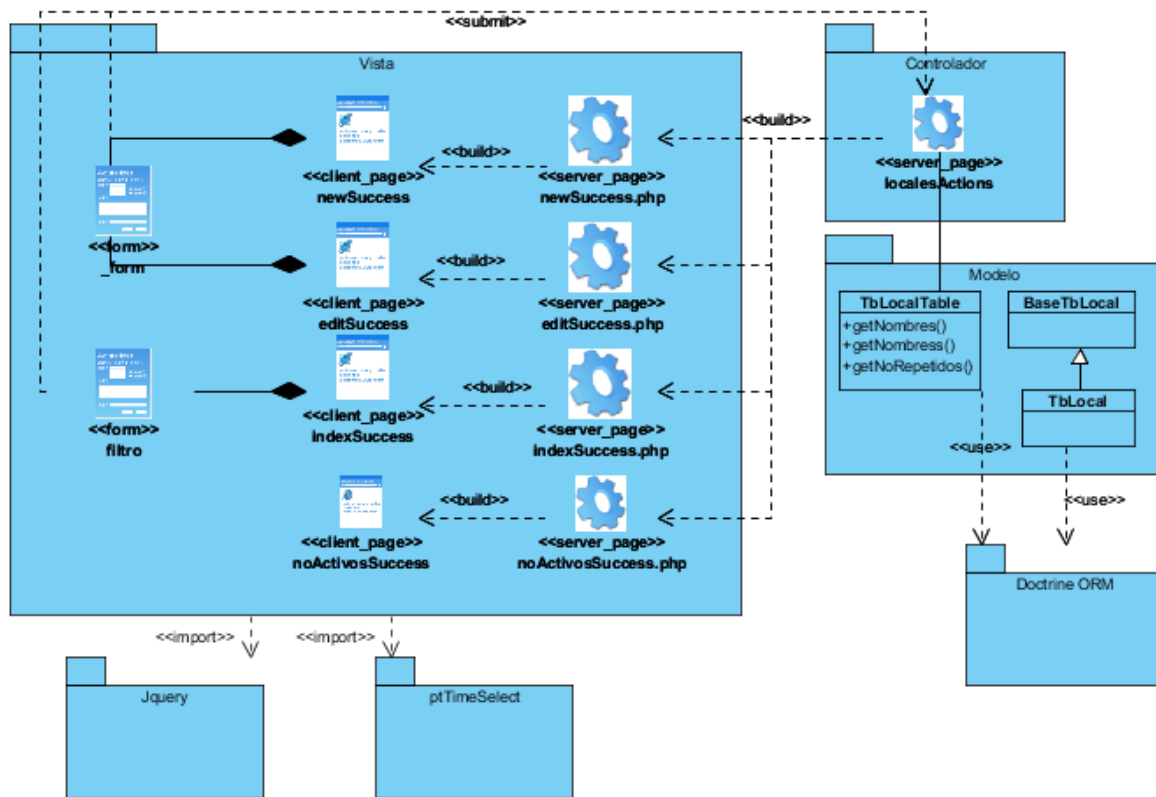 <<submit>>
Vista
Controlador
<<build>>
<<build>>
<<client_page>>
newSuccess
<<server_page>>
newSuccess.php
<<server_page>>
localesActions
<<form>>
_form
<<build>>
<<client_page>>
editSuccess
<<server_page>>
editSuccess.php
Modelo
TbLocalTable
+getNombres()
+getNombress()
+getNoRepetidos()
BaseTbLocal
TbLocal
<<form>>
filtro
<<build>>
<<client_page>>
indexSuccess
<<server_page>>
indexSuccess.php
<<use>>
<<use>>
<<build>>
<<client_page>>
noActivosSuccess
<<server_page>>
noActivosSuccess.php
Doctrine ORM
<<import>>
<<import>>
Jquery
ptTimeSelect